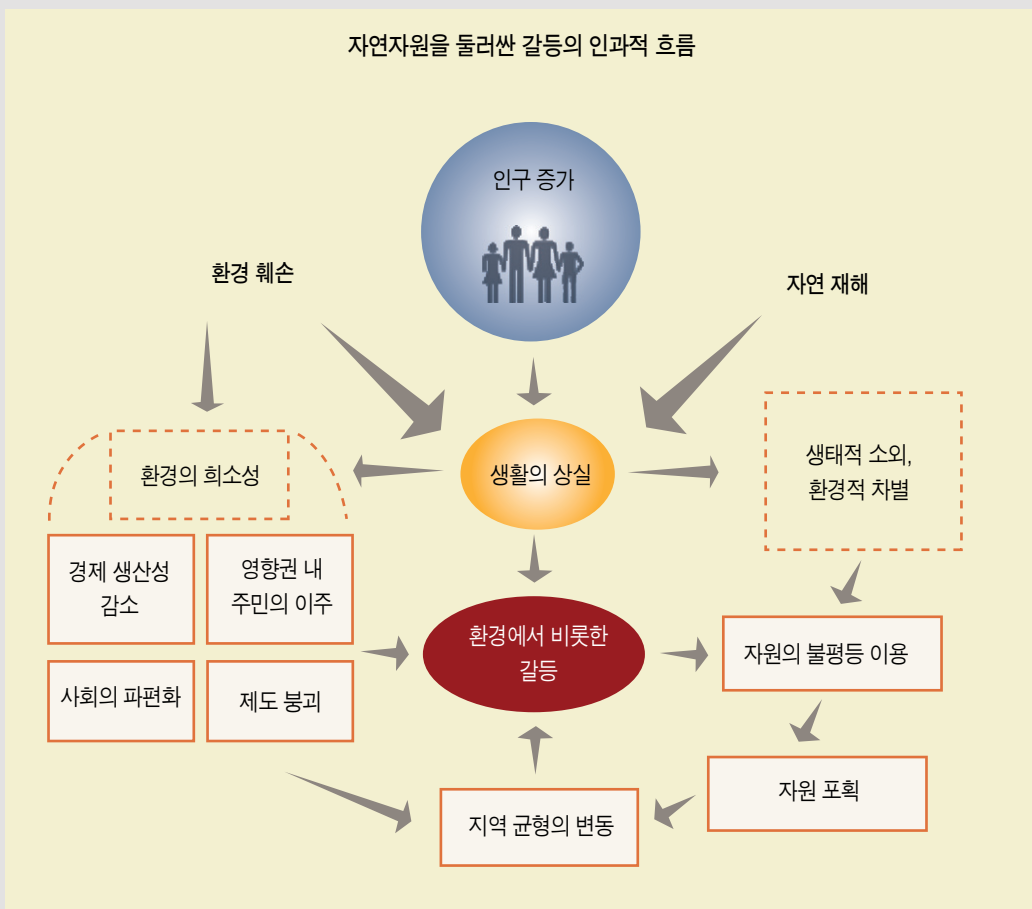 자연자원을 둘러싼 갈등의 인과적 흐름
인구 증가
환경 훼손
자연 재해
환경의 희소성
생활의 상실
생태적 소외,
환경적 차별
경제 생산성
감소
영향권 내
주민의 이주
환경에서 비롯한
갈등
자원의 불평등 이용
사회의 파편화
제도 붕괴
자원 포획
지역 균형의 변동